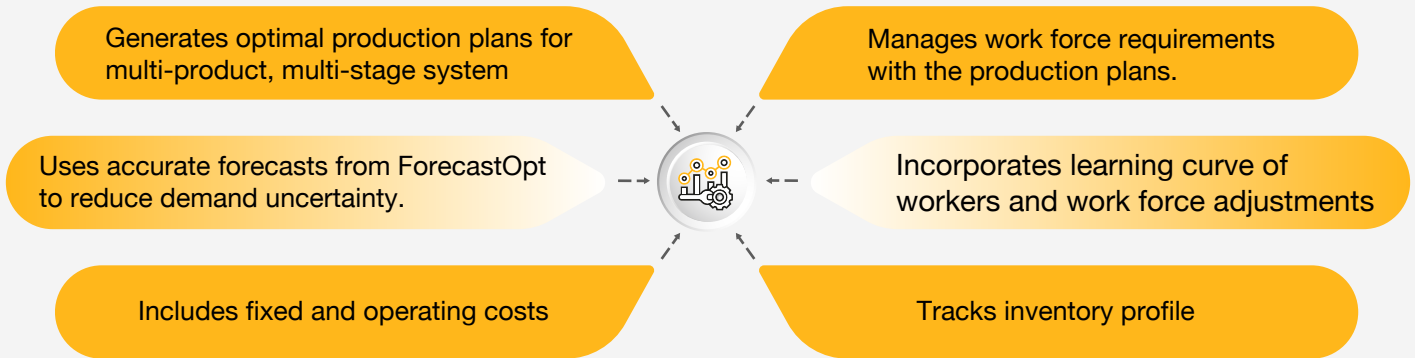 Generates optimal production plans for
multi-product, multi-stage system
Manages work force requirements
with the production plans.
Uses accurate forecasts from ForecastOpt
to reduce demand uncertainty.
Incorporates learning curve of
workers and work force adjustments
Includes fixed and operating costs
Tracks inventory profile